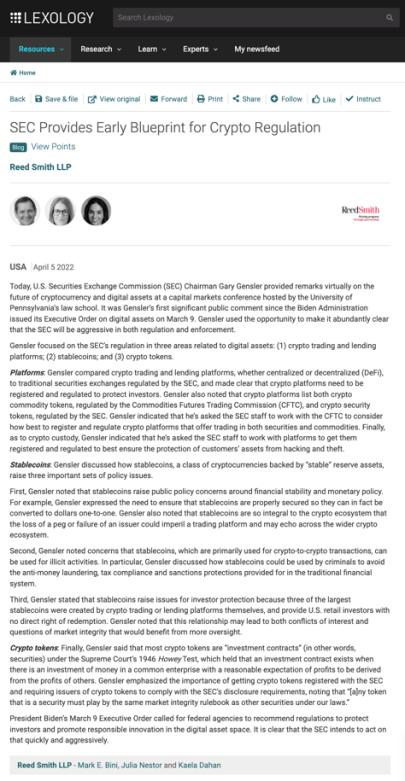 LEXOLOGY
Search Lexology
Resources
Research
Learn
Experts
My newsfeed
Home
Back
Save & file
View original
Forward
Print
Share
Follow
Like
Instruct
SEC Provides Early Blueprint for Crypto Regulation
Blog View Points
Reed Smith LLP
ReedSmith
USA April 5 2022
Today, U.S. Securities Exchange Commission (SEC) Chairman Gary Gensler provided remarks virtually on the
future of cryptocurrency and digital assets at a capital markets conference hosted by the University of
Pennsylvania's law school. It was Gensler's first significant public comment since the Biden Administration
issued its Executive Order on digital assets on March 9. Gensler used the opportunity to make it abundantly clear
that the SEC will be aggressive in both regulation and enforcement.
Gensler focused on the SEC's regulation in three areas related to digital assets: (1) crypto trading and lending
platforms; (2) stablecoins; and (3) crypto tokens.
Platforms: Gensler compared crypto trading and lending platforms, whether centralized or decentralized (DeFi),
to traditional securities exchanges regulated by the SEC, and made clear that crypto platforms need to be
registered and regulated to protect investors. Gensler also noted that crypto platforms list both crypto
commodity tokens, regulated by the Commodities Futures Trading Commission (CFTC), and crypto security
tokens, regulated by the SEC. Gensler indicated that he's asked the SEC staff to work with the CFTC to consider
how best to register and regulate crypto platforms that offer trading in both securities and commodities. Finally,
as to crypto custody, Gensler indicated that he's asked the SEC staff to work with platforms to get them
registered and regulated to best ensure the protection of customers' assets from hacking and theft.
Stablecoins: Gensler discussed how stablecoins, a class of cryptocurrencies backed by "stable" reserve assets,
raise three important sets of policy issues.
First, Gensler noted that stablecoins raise public policy concerns around financial stability and monetary policy.
For example, Gensler expressed the need to ensure that stablecoins are properly secured so they can in fact be
converted to dollars one-to-one. Gensler also noted that stablecoins are so integral to the crypto ecosystem that
the loss of a peg or failure of an issuer could imperil a trading platform and may echo across the wider crypto
ecosystem.
Second, Gensler noted concerns that stablecoins, which are primarily used for crypto-to-crypto transactions, can
be used for illicit activities. In particular, Gensler discussed how stablecoins could be used by criminals to avoid
the anti-money laundering, tax compliance and sanctions protections provided for in the traditional financial
system.
Third, Gensler stated that stablecoins raise issues for investor protection because three of the largest
stablecoins were created by crypto trading or lending platforms themselves, and provide U.S. retail investors with
no direct right of redemption. Gensler noted that this relationship may lead to both conflicts of interest and
questions of market integrity that would benefit from more oversight.
Crypto tokens: Finally, Gensler said that most crypto tokens are "investment contracts" (in other words,
securities) under the Supreme Court's 1946 Howey Test, which held that an investment contract exists when
there is an investment of money in a common enterprise with a reasonable expectation of profits to be derived
from the profits of others. Gensler emphasized the importance of getting crypto tokens registered with the SEC
and requiring issuers of crypto tokens to comply with the SEC's disclosure requirements, noting that "[a]ny token
that is a security must play by the same market integrity rulebook as other securities under our laws."
President Biden's March 9 Executive Order called for federal agencies to recommend regulations to protect
investors and promote responsible innovation in the digital asset space. It is clear that the SEC intends to act on
that quickly and aggressively.
Reed Smith LLP - Mark E. Bini, Julia Nestor and Kaela Dahan